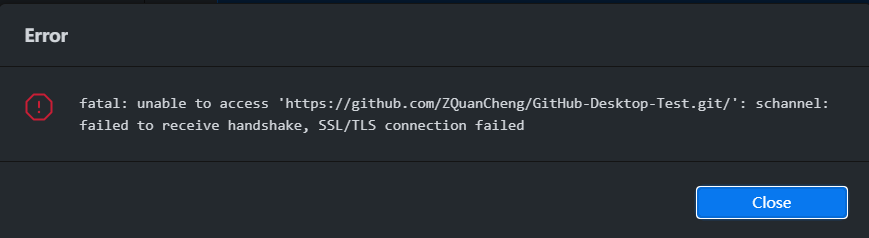 Error
fatal: unable to access 'https://github.com/ZQuanCheng/GitHub-Desktop-Test.git/': schannel:
failed to receive handshake, SSL/TLS connection failed
Close